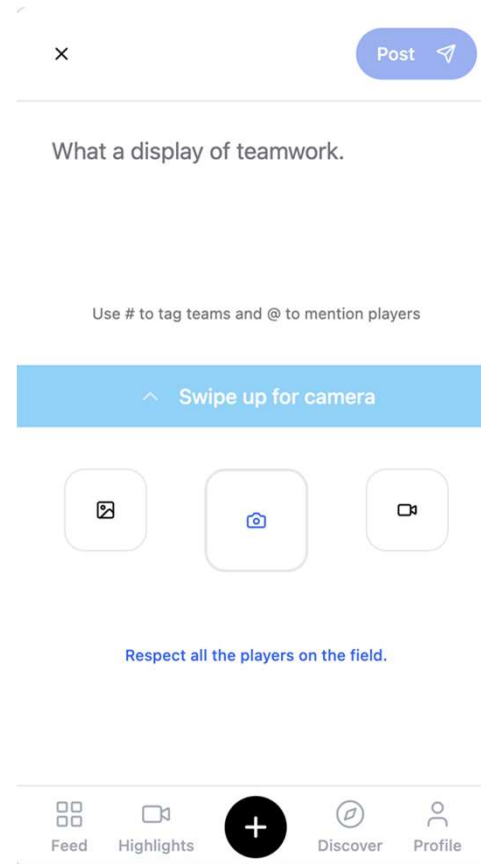 Post
What a display of teamwork.
Use # to tag teams and @ to mention players
Swipe up for camera
Respect all the players on the field.
Feed Highlights Discover Profile